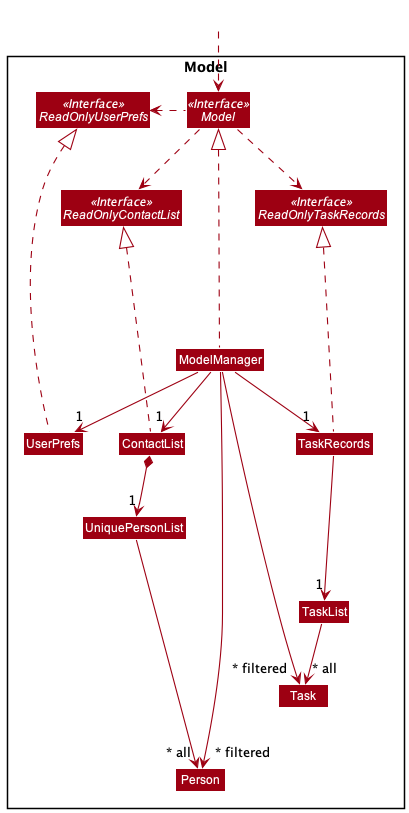 Model
«Interface»
ReadOnlyUserPrefs
«Interface»
Model
«Interface»
ReadOnlyContactList
«Interface»
ReadOnlyTaskRecords
ModelManager
1
1
1
UserPrefs
ContactList
TaskRecords
1
UniquePersonList
1
TaskList
* filtered
* all
Task
* all
* filtered
Person